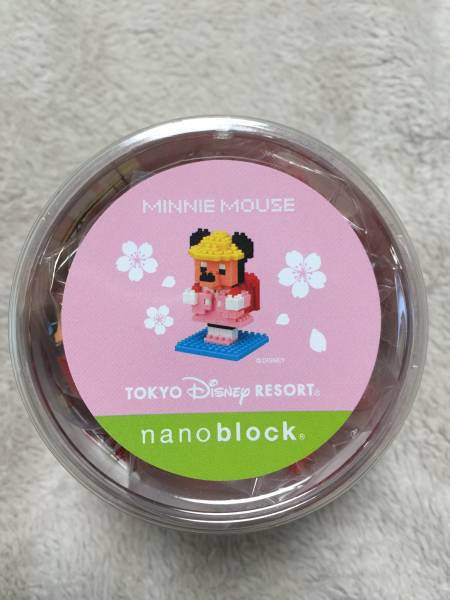 MINNIE MOUSE
©DISNEY
TOKYO Disney RESORT®
nanoblock®